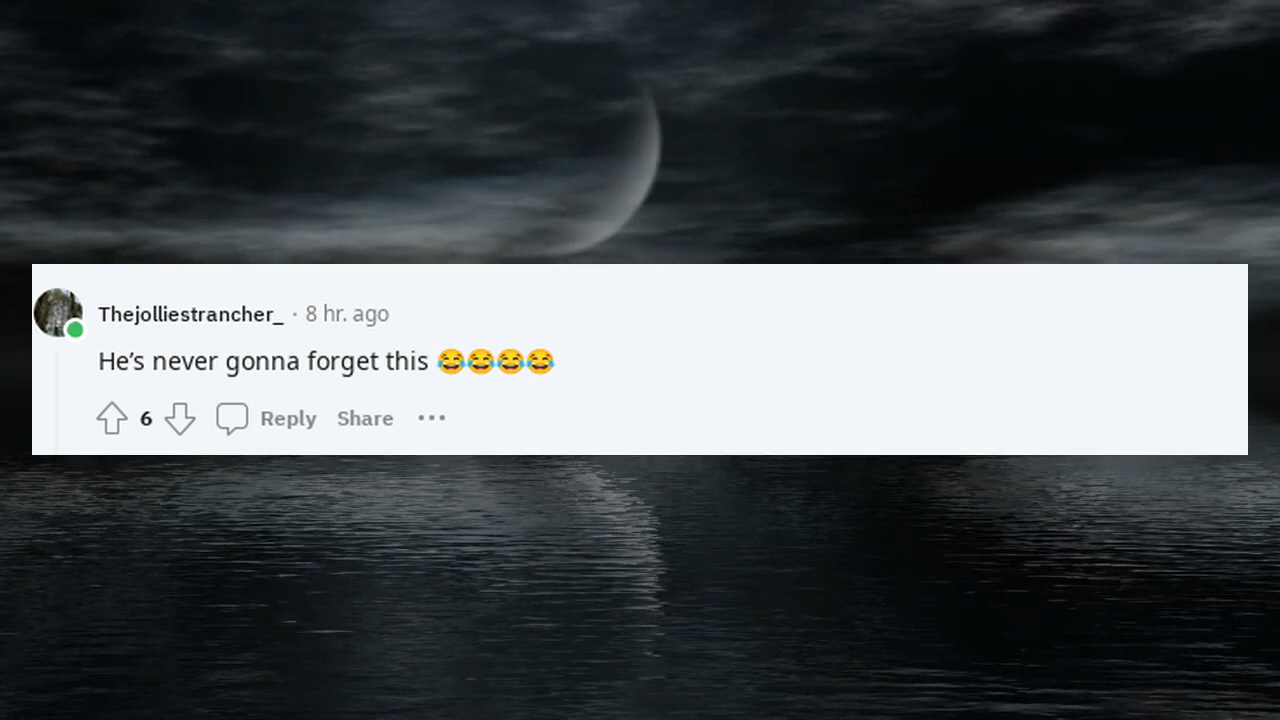 Thejolliestrancher_ · 8 hr. ago
He’s never gonna forget this 😂😂😂😂
6 Reply Share ···